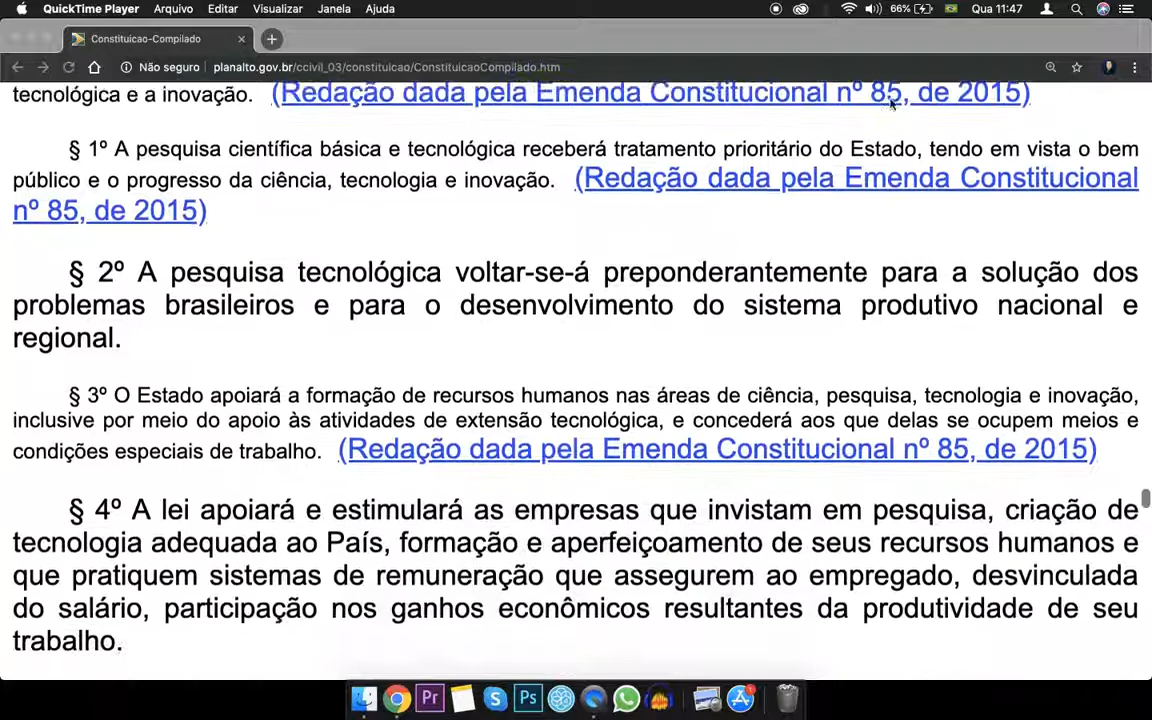 QuickTime Player Arquivo Editar Visualizar Janela Ajuda 66% Qua 11:47
Constituicao-Compilado
Não seguro planalto.gov.br/ccivil_03/constituicao/ConstituicaoCompilado.htm
tecnológica e a inovação. (Redação dada pela Emenda Constitucional nº 85, de 2015)
§ 1º A pesquisa científica básica e tecnológica receberá tratamento prioritário do Estado, tendo em vista o bem
público e o progresso da ciência, tecnologia e inovação. (Redação dada pela Emenda Constitucional
nº 85, de 2015)
§ 2º A pesquisa tecnológica voltar-se-á preponderantemente para a solução dos
problemas brasileiros e para o desenvolvimento do sistema produtivo nacional e
regional.
§ 3º O Estado apoiará a formação de recursos humanos nas áreas de ciência, pesquisa, tecnologia e inovação,
inclusive por meio do apoio às atividades de extensão tecnológica, e concederá aos que delas se ocupem meios e
condições especiais de trabalho. (Redação dada pela Emenda Constitucional nº 85, de 2015)
§ 4º A lei apoiará e estimulará as empresas que invistam em pesquisa, criação de
tecnologia adequada ao País, formação e aperfeiçoamento de seus recursos humanos e
que pratiquem sistemas de remuneração que assegurem ao empregado, desvinculada
do salário, participação nos ganhos econômicos resultantes da produtividade de seu
trabalho.
Pr Ps